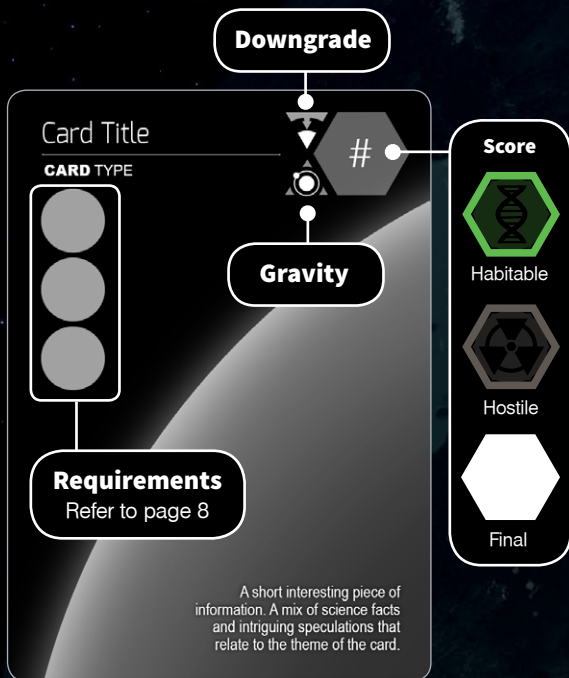 Downgrade
Card Title
#
CARD TYPE
Gravity
Score
Habitable
Hostile
Final
Requirements
Refer to page 8
A short interesting piece of
information. A mix of science facts
and intriguing speculations that
relate to the theme of the card.